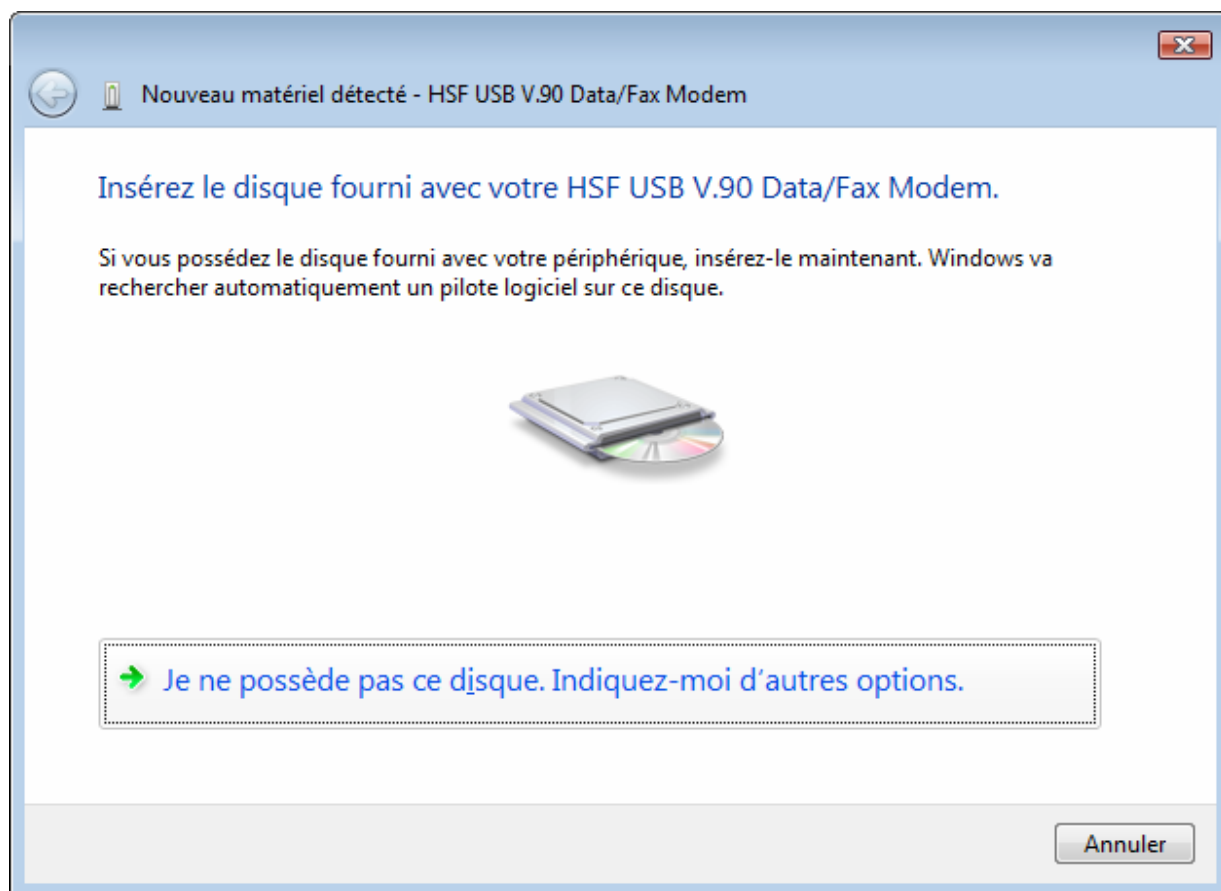 Nouveau matériel détecté - HSF USB V.90 Data/Fax Modem
Insérez le disque fourni avec votre HSF USB V.90 Data/Fax Modem.
Si vous possédez le disque fourni avec votre périphérique, insérez-le maintenant. Windows va
rechercher automatiquement un pilote logiciel sur ce disque.
Je ne possède pas ce disque. Indiquez-moi d'autres options.
Annuler